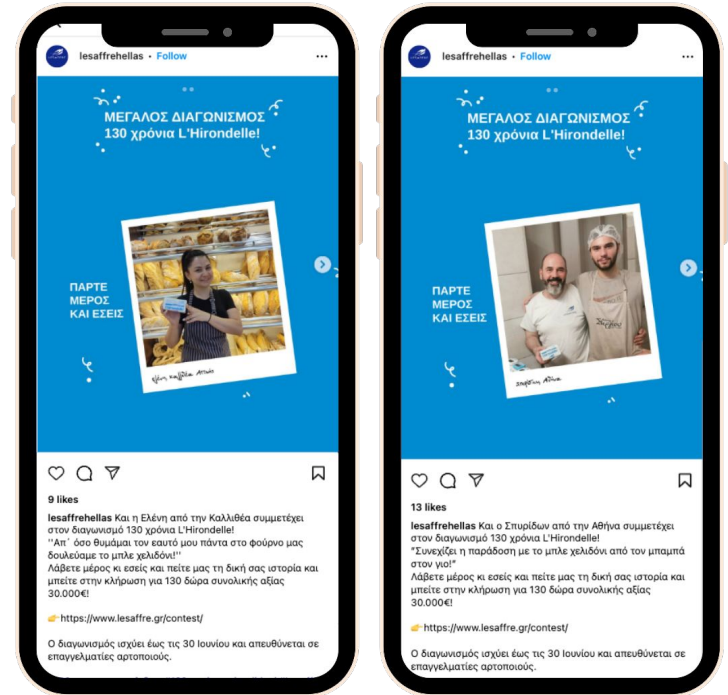 lesaffrehellas • Follow
ΜΕΓΑΛΟΣ ΔΙΑΓΩΝΙΣΜΟΣ
130 χρόνια L'Hirondelle!
ΠΑΡΤΕ
ΜΕΡΟΣ
ΚΑΙ ΕΣΕΙΣ
9 likes
lesaffrehellas Και η Ελένη από την Καλλιθέα συμμετέχει
στον διαγωνισμό 130 χρόνια L'Hirondelle!
''Απ΄ όσο θυμάμαι τον εαυτό μου πάντα στο φούρνο μας
δουλεύαμε το μπλε χελιδόνι!''
Λάβετε μέρος κι εσείς και πείτε μας τη δική σας ιστορία και
μπείτε στην κλήρωση για 130 δώρα συνολικής αξίας
30.000€!
👉https://www.lesaffre.gr/contest/
Ο διαγωνισμός ισχύει έως τις 30 Ιουνίου και απευθύνεται σε
επαγγελματίες αρτοποιούς.
lesaffrehellas • Follow
ΜΕΓΑΛΟΣ ΔΙΑΓΩΝΙΣΜΟΣ
130 χρόνια L'Hirondelle!
ΠΑΡΤΕ
ΜΕΡΟΣ
ΚΑΙ ΕΣΕΙΣ
13 likes
lesaffrehellas Και ο Σπυρίδων από την Αθήνα συμμετέχει
στον διαγωνισμό 130 χρόνια L'Hirondelle!
"Συνεχίζει η παράδοση με το μπλε χελιδόνι από τον μπαμπά
στον γιο!"
Λάβετε μέρος κι εσείς και πείτε μας τη δική σας ιστορία και
μπείτε στην κλήρωση για 130 δώρα συνολικής αξίας
30.000€!
👉https://www.lesaffre.gr/contest/
Ο διαγωνισμός ισχύει έως τις 30 Ιουνίου και απευθύνεται σε
επαγγελματίες αρτοποιούς.